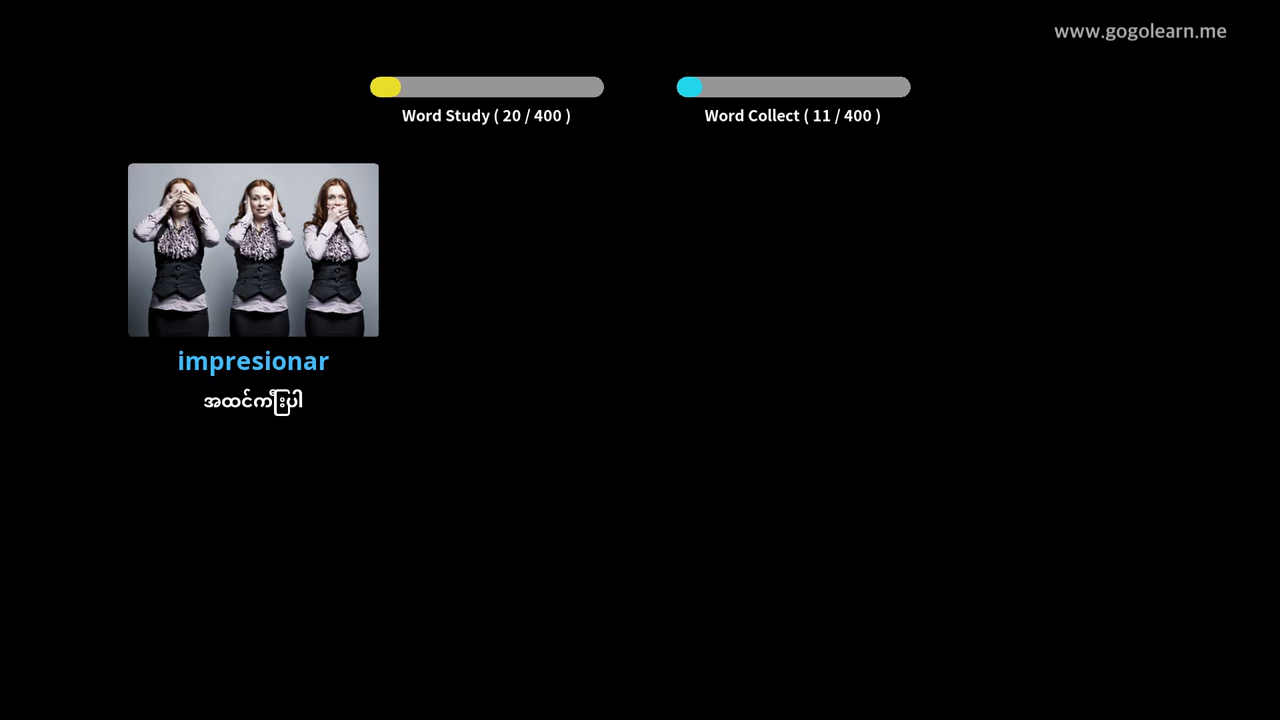 www.gogolearn.me
Word Study ( 20 / 400 )
Word Collect ( 11 / 400 )
impresionar
အထင်ကြီးပါ